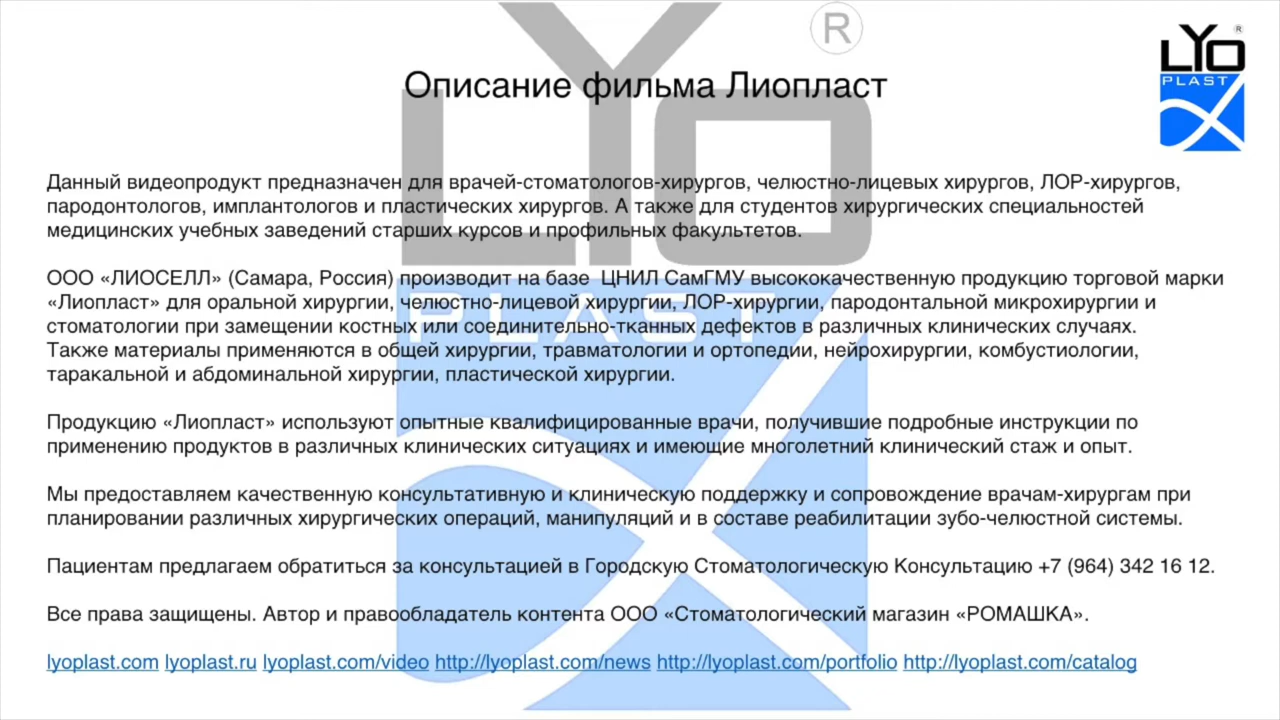 LYO
®
PLAST
Описание фильма Лиопласт
Данный видеопродукт предназначен для врачей-стоматологов-хирургов, челюстно-лицевых хирургов, ЛОР-хирургов,
пародонтологов, имплантологов и пластических хирургов. А также для студентов хирургических специальностей
медицинских учебных заведений старших курсов и профильных факультетов.
ООО «ЛИОСЕЛЛ» (Самара, Россия) производит на базе ЦНИЛ СамГМУ высококачественную продукцию торговой марки
«Лиопласт» для оральной хирургии, челюстно-лицевой хирургии, ЛОР-хирургии, пародонтальной микрохирургии и
стоматологии при замещении костных или соединительно-тканных дефектов в различных клинических случаях.
Также материалы применяются в общей хирургии, травматологии и ортопедии, нейрохирургии, комбустиологии,
таракальной и абдоминальной хирургии, пластической хирургии.
Продукцию «Лиопласт» используют опытные квалифицированные врачи, получившие подробные инструкции по
применению продуктов в различных клинических ситуациях и имеющие многолетний клинический стаж и опыт.
Мы предоставляем качественную консультативную и клиническую поддержку и сопровождение врачам-хирургам при
планировании различных хирургических операций, манипуляций и в составе реабилитации зубо-челюстной системы.
Пациентам предлагаем обратиться за консультацией в Городскую Стоматологическую Консультацию +7 (964) 342 16 12.
Все права защищены. Автор и правообладатель контента ООО «Стоматологический магазин «РОМАШКА».
lyoplast.com lyoplast.ru lyoplast.com/video http://lyoplast.com/news http://lyoplast.com/portfolio http://lyoplast.com/catalog
LYO
®
PLAST